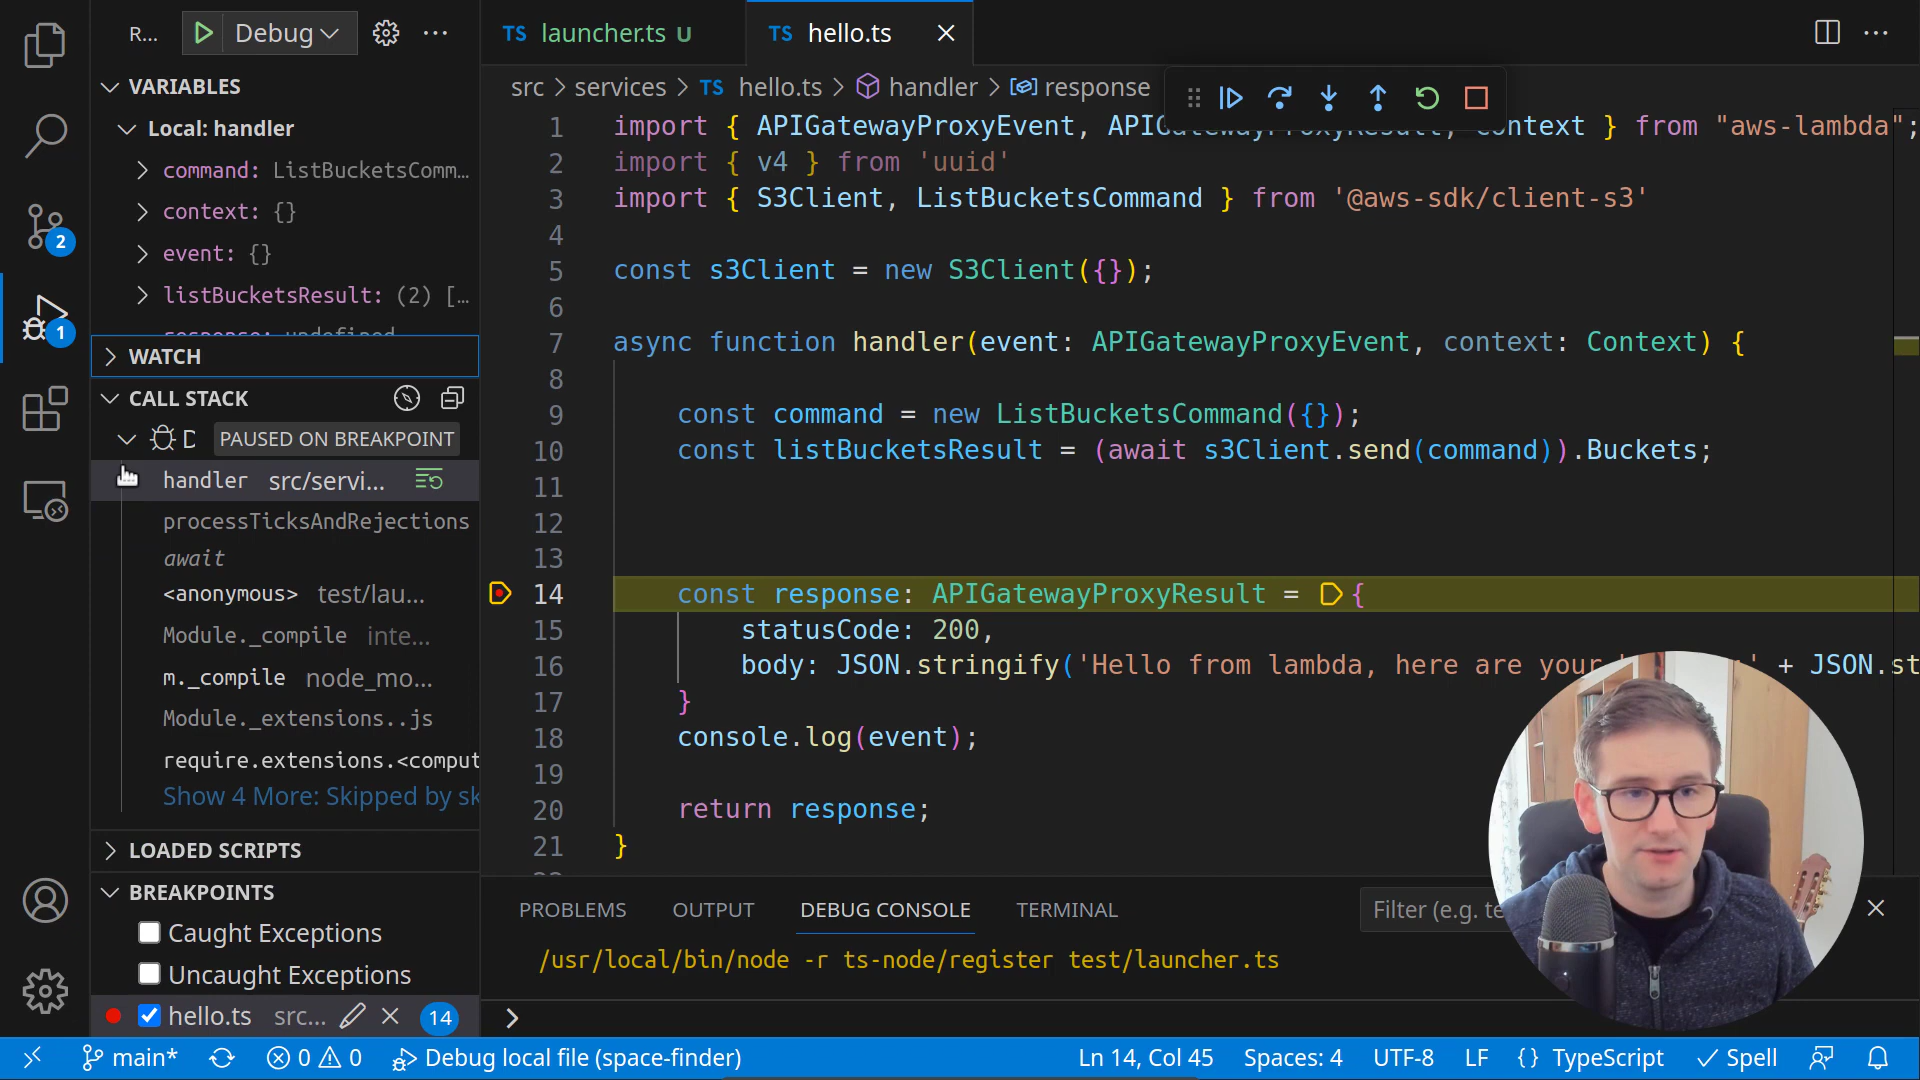 R... Debug
VARIABLES
Local: handler
command: ListBucketsComm...
context: {}
event: {}
listBucketsResult: (2) [...
response: undefined
WATCH
CALL STACK
D PAUSED ON BREAKPOINT
handler src/servi...
processTicksAndRejections
await
<anonymous> test/lau...
Module._compile inte...
m._compile node_mo...
Module._extensions..js
require.extensions.<comput
Show 4 More: Skipped by sk
LOADED SCRIPTS
BREAKPOINTS
Caught Exceptions
Uncaught Exceptions
hello.ts src... 14
2
1
TS launcher.ts U
TS hello.ts
src > services > TS hello.ts > handler > response
1 import { APIGatewayProxyEvent, APIGatewayProxyResult, Context } from "aws-lambda";
2 import { v4 } from 'uuid'
3 import { S3Client, ListBucketsCommand } from '@aws-sdk/client-s3'
4
5 const s3Client = new S3Client({});
6
7 async function handler(event: APIGatewayProxyEvent, context: Context) {
8
9 const command = new ListBucketsCommand({});
10 const listBucketsResult = (await s3Client.send(command)).Buckets;
11
12
13
14 const response: APIGatewayProxyResult = {
15 statusCode: 200,
16 body: JSON.stringify('Hello from lambda, here are your ' + JSON.st
17 }
18 console.log(event);
19
20 return response;
21 }
PROBLEMS OUTPUT DEBUG CONSOLE TERMINAL Filter (e.g. te
/usr/local/bin/node -r ts-node/register test/launcher.ts
>
main* 0 0 Debug local file (space-finder) Ln 14, Col 45 Spaces: 4 UTF-8 LF {} TypeScript Spell